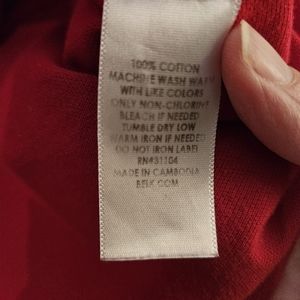 100% COTTON
MACHINE WASH WARM
WITH LIKE COLORS
ONLY NON-CHLORINE
BLEACH IF NEEDED
TUMBLE DRY LOW
WARM IRON IF NEEDED
DO NOT IRON LABEL
RN#31104
MADE IN CAMBODIA
BELK.COM